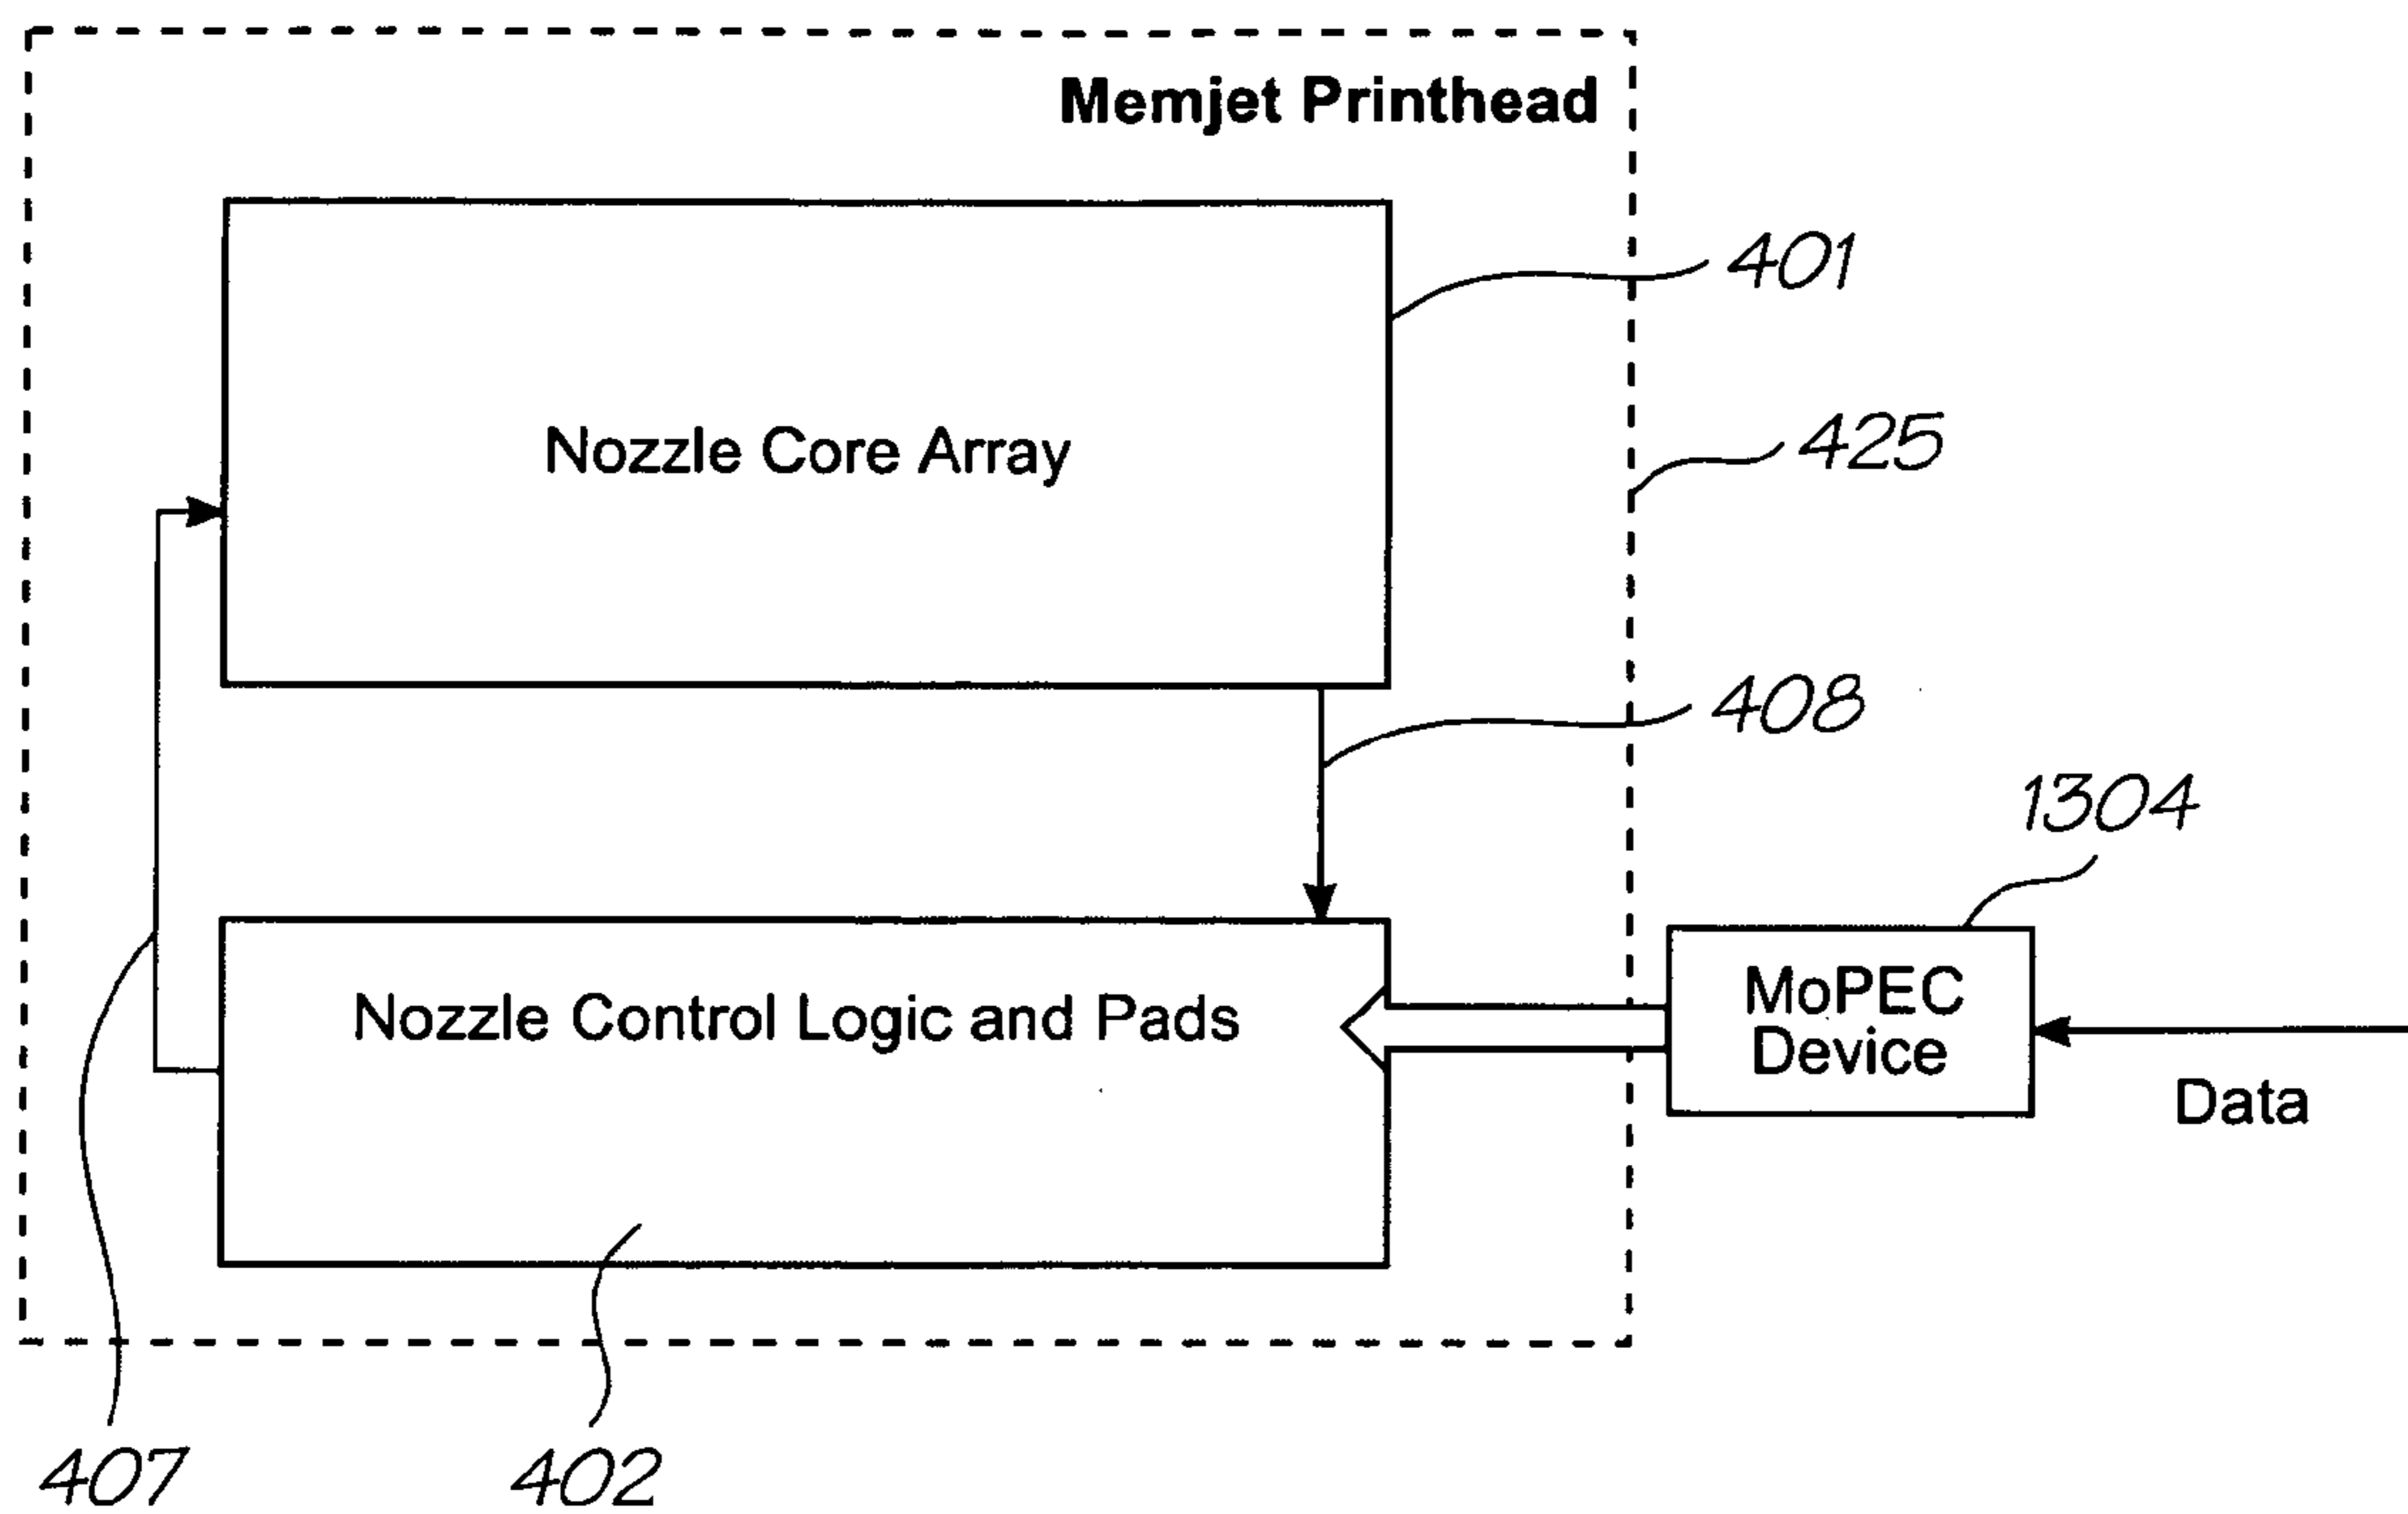 Memjet Printhead
401
Nozzle Core Array
425
408
1304
Nozzle Control Logic and Pads
MoPEC
Device
Data
407
402